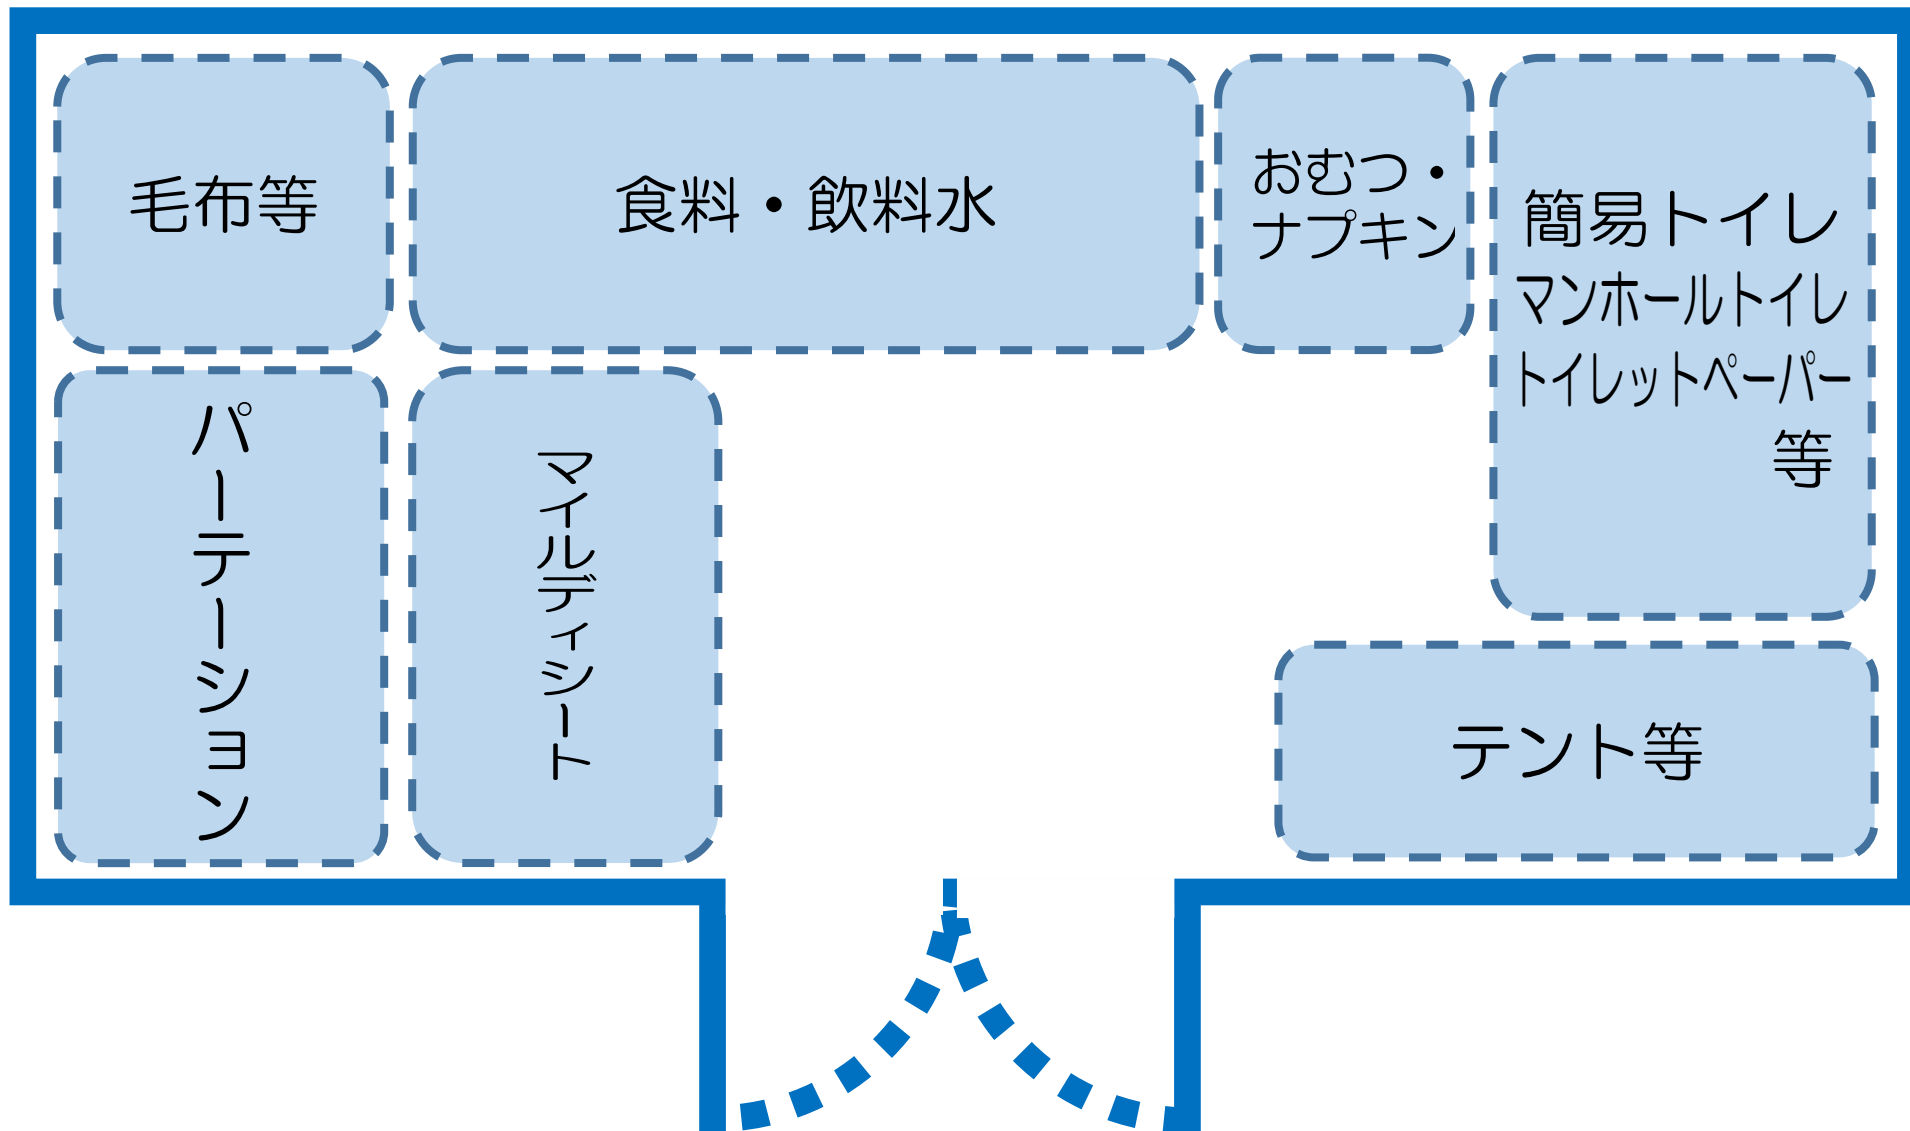 毛布等
食料・飲料水
おむつ・
ナプキン
簡易トイレ
マンホールトイレ
トイレットペーパー
等
パーテーション
マイルディシート
テント等